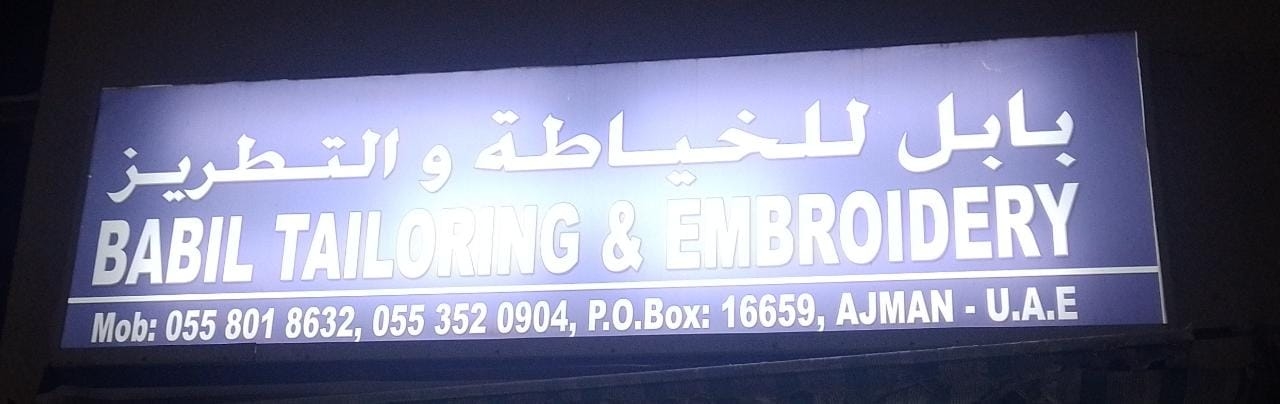 بابل للخياطة و التطريز
BABIL TAILORING & EMBROIDERY
Mob: 055 801 8632, 055 352 0904, P.O.Box: 16659, AJMAN - U.A.E